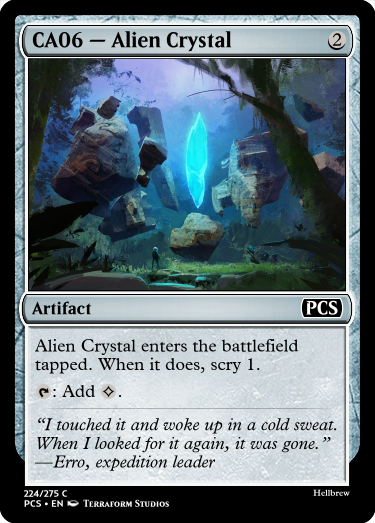 CA06 — Alien Crystal 2
Artifact PCS
Alien Crystal enters the battlefield
tapped. When it does, scry 1.
: Add .
“I touched it and woke up in a cold sweat.
When I looked for it again, it was gone.”
—Erro, expedition leader
224/275 C Hellbrew
PCS • EN Terraform Studios